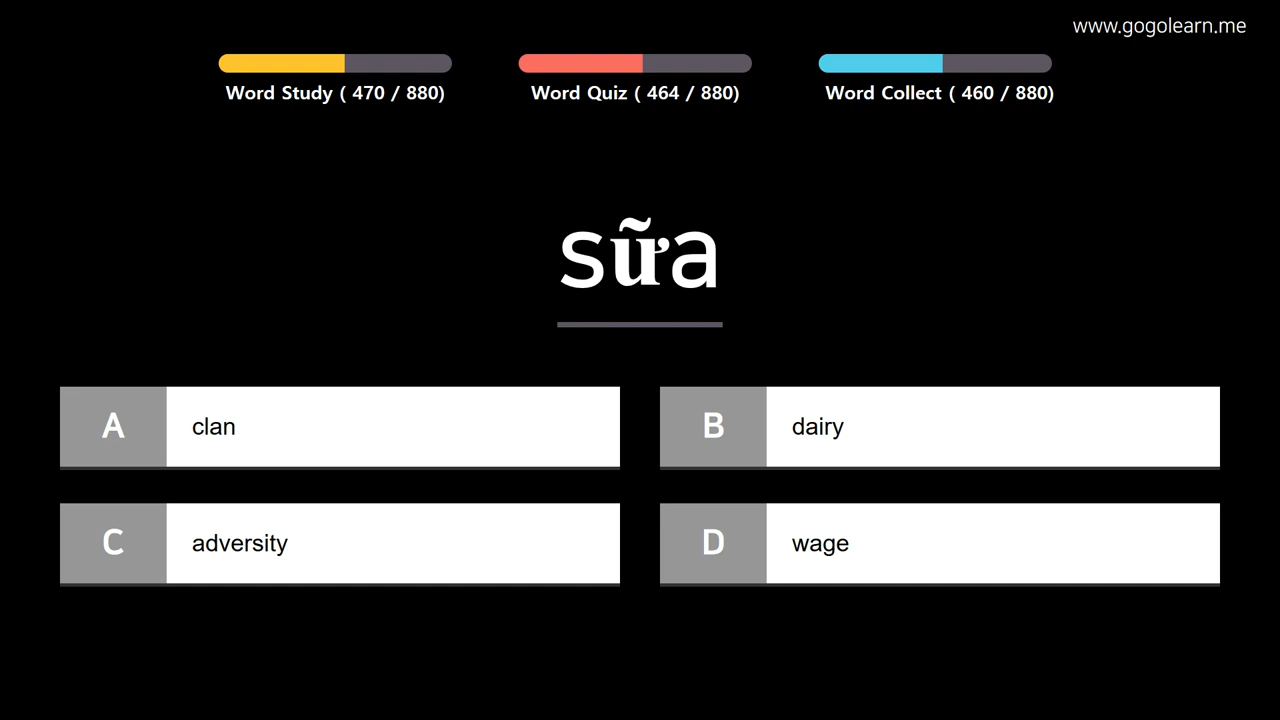 www.gogolearn.me
Word Study ( 470 / 880)
Word Quiz ( 464 / 880)
Word Collect ( 460 / 880)
sữa
A clan
B dairy
C adversity
D wage